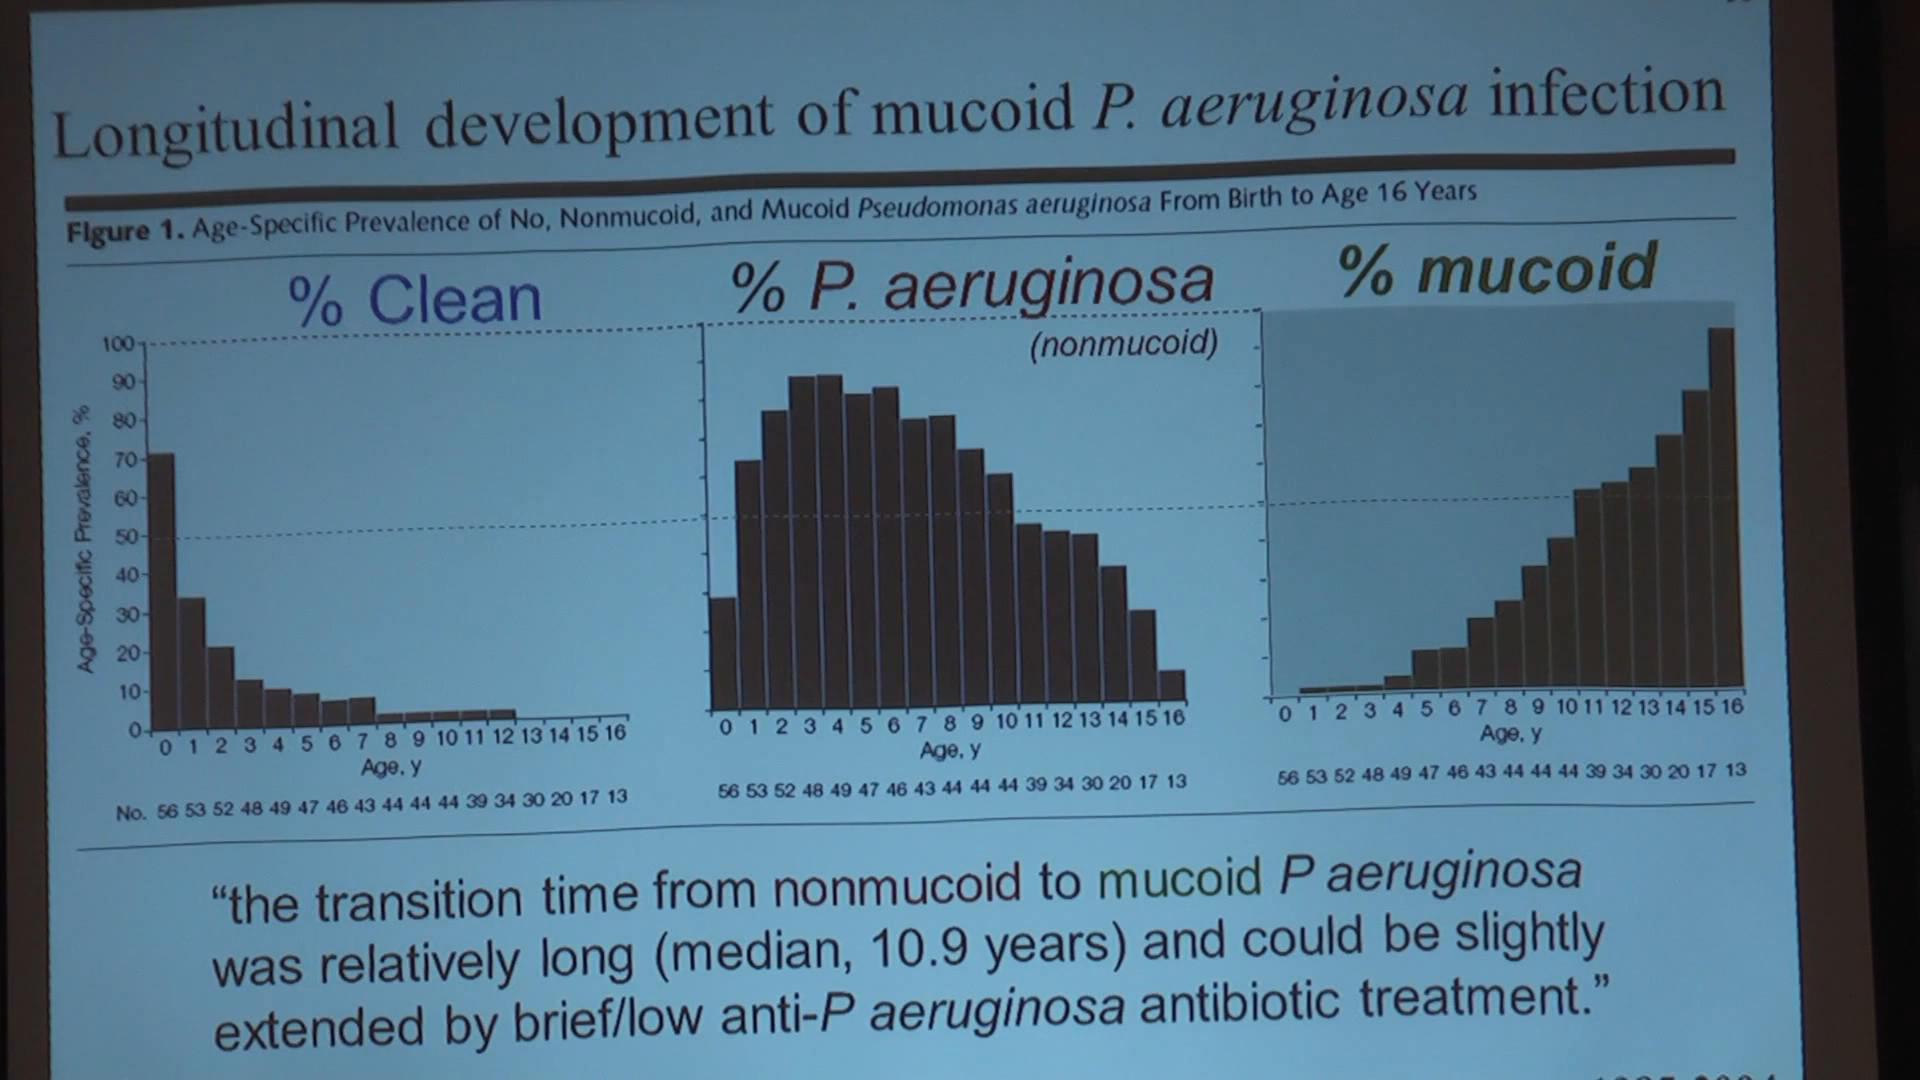 Longitudinal development of mucoid P. aeruginosa infection
Figure 1. Age-Specific Prevalence of No, Nonmucoid, and Mucoid Pseudomonas aeruginosa From Birth to Age 16 Years
% Clean
% P. aeruginosa
(nonmucoid)
% mucoid
Age-Specific Prevalence, %
100
90
80
70
60
50
40
30
20
10
0
0 1 2 3 4 5 6 7 8 9 10 11 12 13 14 15 16
Age, y
No. 56 53 52 48 49 47 46 43 44 44 44 39 34 30 20 17 13
0 1 2 3 4 5 6 7 8 9 10 11 12 13 14 15 16
Age, y
56 53 52 48 49 47 46 43 44 44 44 39 34 30 20 17 13
0 1 2 3 4 5 6 7 8 9 10 11 12 13 14 15 16
Age, y
56 53 52 48 49 47 46 43 44 44 44 39 34 30 20 17 13
“the transition time from nonmucoid to mucoid P aeruginosa
was relatively long (median, 10.9 years) and could be slightly
extended by brief/low anti-P aeruginosa antibiotic treatment.”